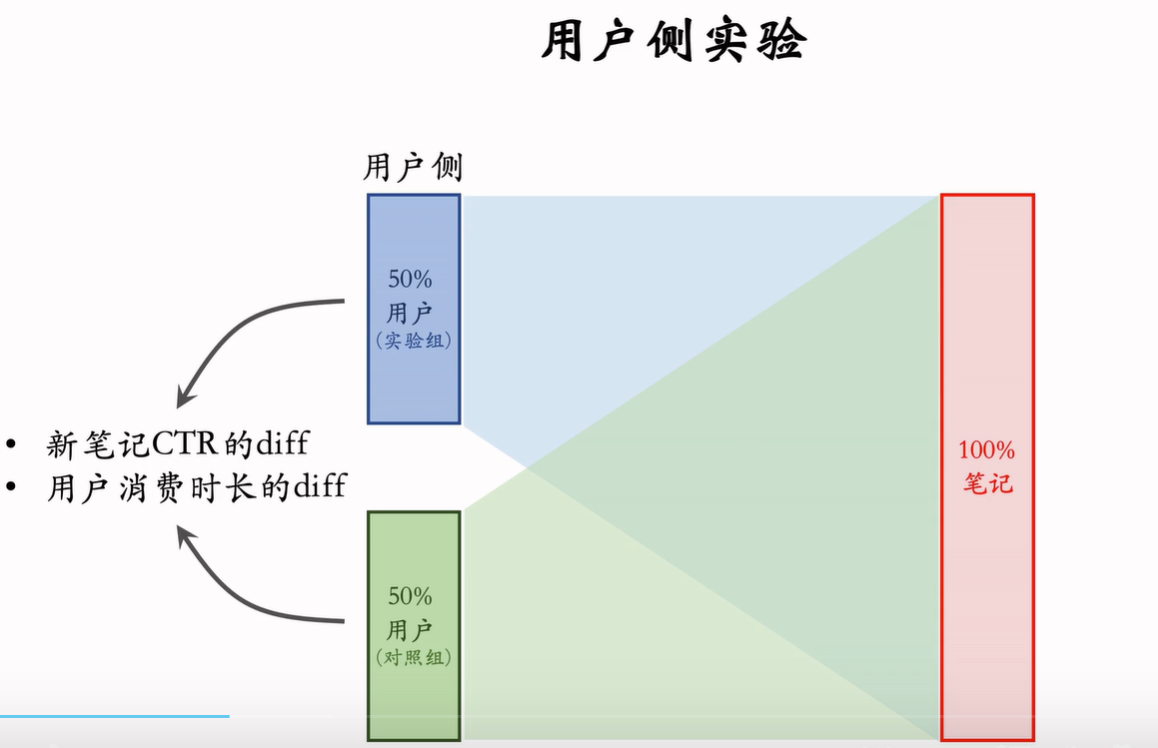 用户侧实验
用户侧
50%
用户
(实验组)
• 新笔记CTR的diff
• 用户消费时长的diff
100%
笔记
50%
用户
(对照组)